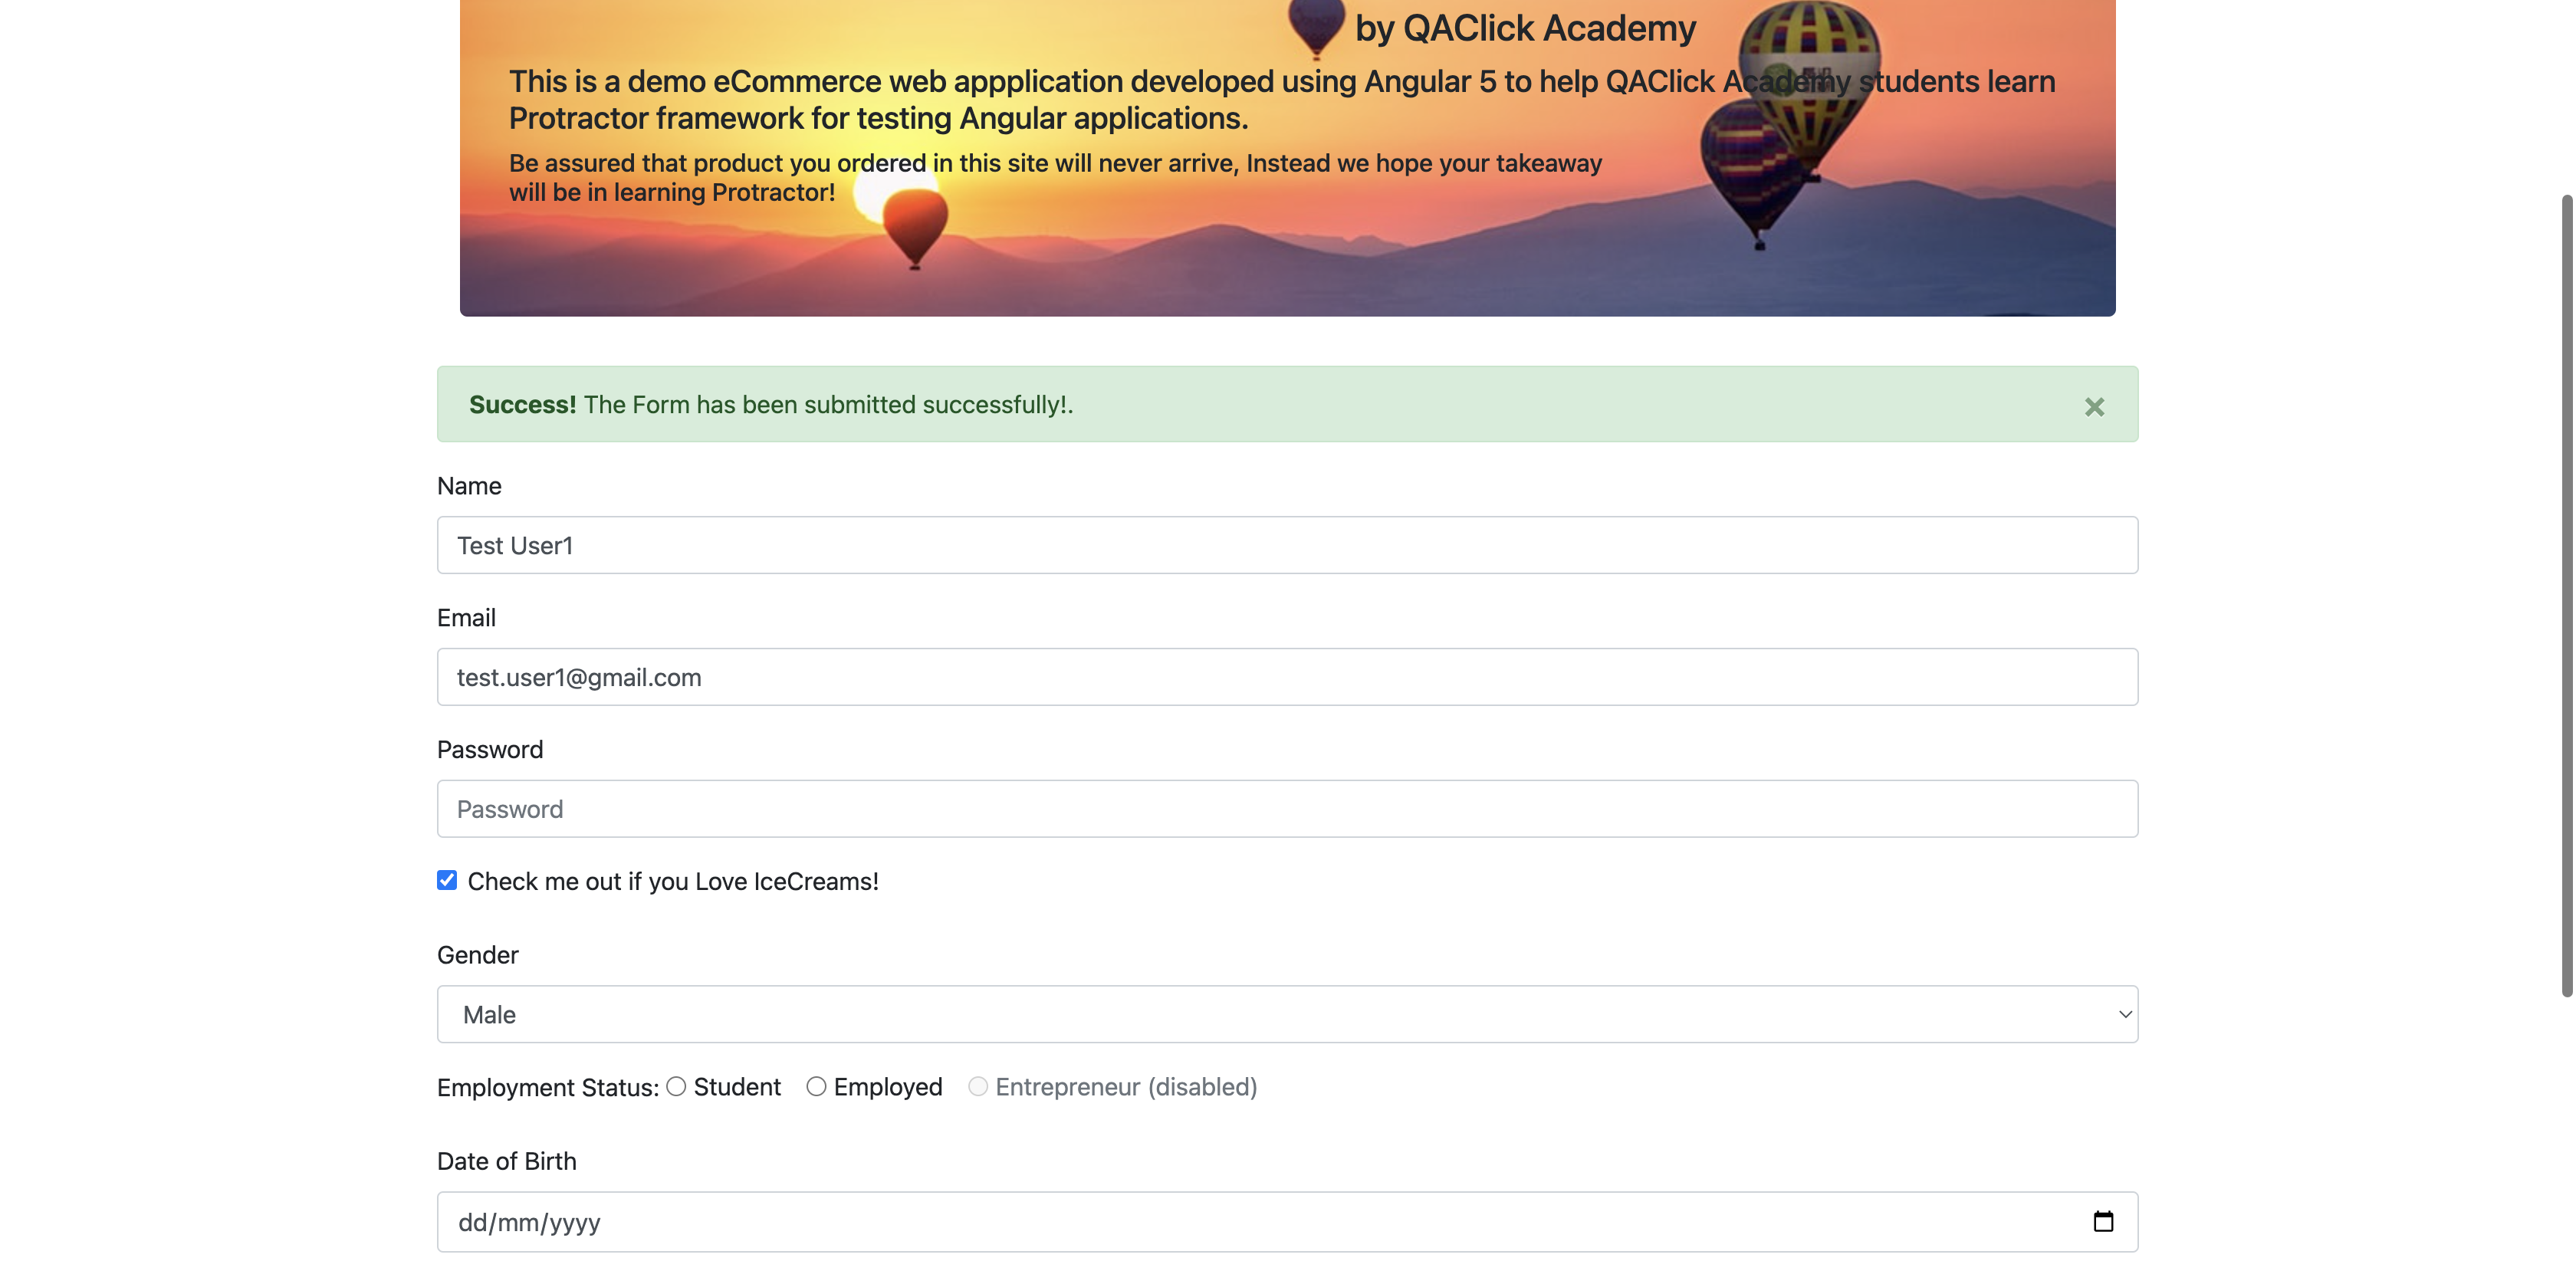 by QAClick Academy
This is a demo eCommerce web appplication developed using Angular 5 to help QAClick Academy students learn
Protractor framework for testing Angular applications.
Be assured that product you ordered in this site will never arrive, Instead we hope your takeaway
will be in learning Protractor!
Success! The Form has been submitted successfully!.
×
Name
Test User1
Email
test.user1@gmail.com
Password
Password
Check me out if you Love IceCreams!
Gender
Male
Employment Status: Student Employed Entrepreneur (disabled)
Date of Birth
dd/mm/yyyy